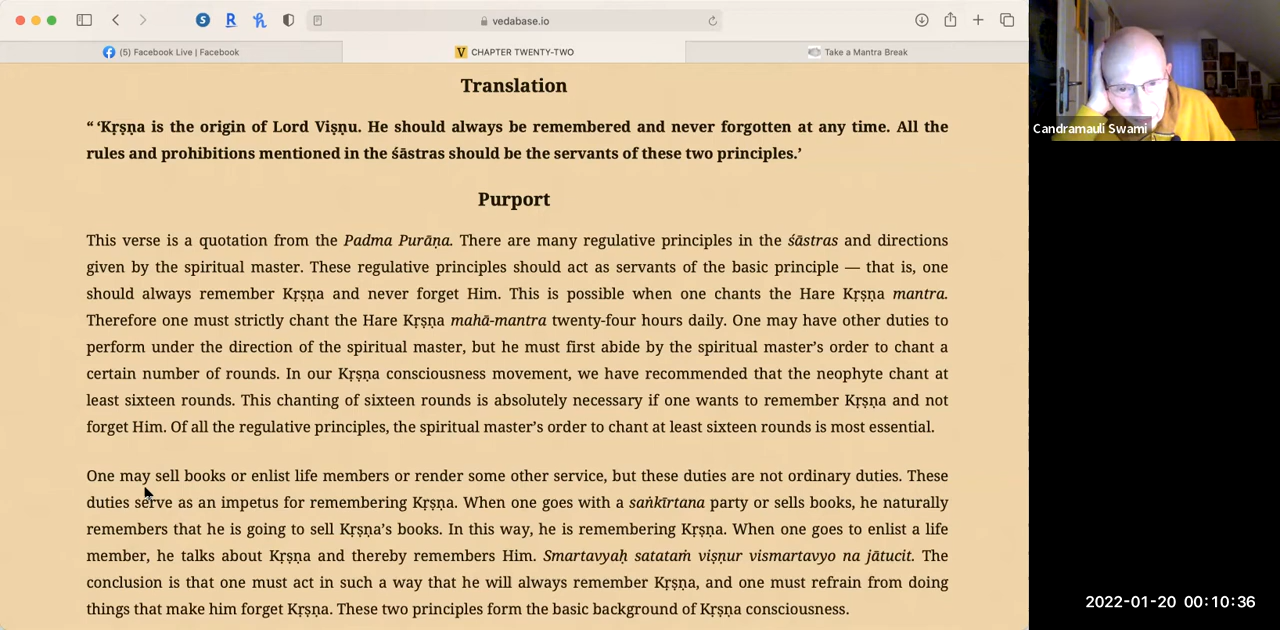 vedabase.io
(5) Facebook Live | Facebook
CHAPTER TWENTY-TWO
Take a Mantra Break
Translation
“ ‘Kṛṣṇa is the origin of Lord Viṣṇu. He should always be remembered and never forgotten at any time. All the
rules and prohibitions mentioned in the śāstras should be the servants of these two principles.’
Purport
This verse is a quotation from the Padma Purāṇa. There are many regulative principles in the śāstras and directions
given by the spiritual master. These regulative principles should act as servants of the basic principle — that is, one
should always remember Kṛṣṇa and never forget Him. This is possible when one chants the Hare Kṛṣṇa mantra.
Therefore one must strictly chant the Hare Kṛṣṇa mahā-mantra twenty-four hours daily. One may have other duties to
perform under the direction of the spiritual master, but he must first abide by the spiritual master’s order to chant a
certain number of rounds. In our Kṛṣṇa consciousness movement, we have recommended that the neophyte chant at
least sixteen rounds. This chanting of sixteen rounds is absolutely necessary if one wants to remember Kṛṣṇa and not
forget Him. Of all the regulative principles, the spiritual master’s order to chant at least sixteen rounds is most essential.
One may sell books or enlist life members or render some other service, but these duties are not ordinary duties. These
duties serve as an impetus for remembering Kṛṣṇa. When one goes with a saṅkīrtana party or sells books, he naturally
remembers that he is going to sell Kṛṣṇa’s books. In this way, he is remembering Kṛṣṇa. When one goes to enlist a life
member, he talks about Kṛṣṇa and thereby remembers Him. Smartavyaḥ satataṁ viṣṇur vismartavyo na jātucit. The
conclusion is that one must act in such a way that he will always remember Kṛṣṇa, and one must refrain from doing
things that make him forget Kṛṣṇa. These two principles form the basic background of Kṛṣṇa consciousness.
Candramauli Swami
2022-01-20 00:10:36